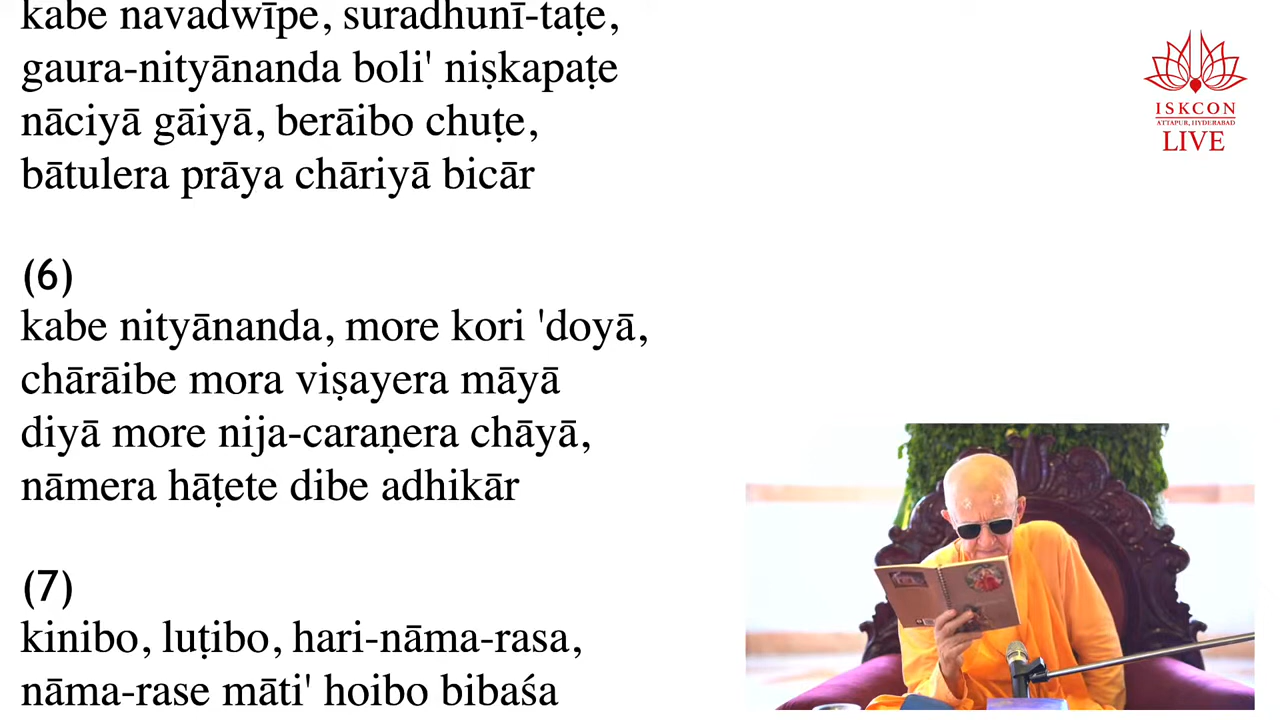 kabe navadwīpe, suradhunī-taṭe,
gaura-nityānanda boli' niṣkapaṭe
nāciyā gāiyā, berāibo chuṭe,
bātulera prāya chāriyā bicār
(6)
kabe nityānanda, more kori 'doyā,
chārāibe mora viṣayera māyā
diyā more nija-caraṇera chāyā,
nāmera hāṭete dibe adhikār
(7)
kinibo, luṭibo, hari-nāma-rasa,
nāma-rase māti' hoibo bibaśa
ISKCON
ATTAPUR, HYDERABAD
LIVE